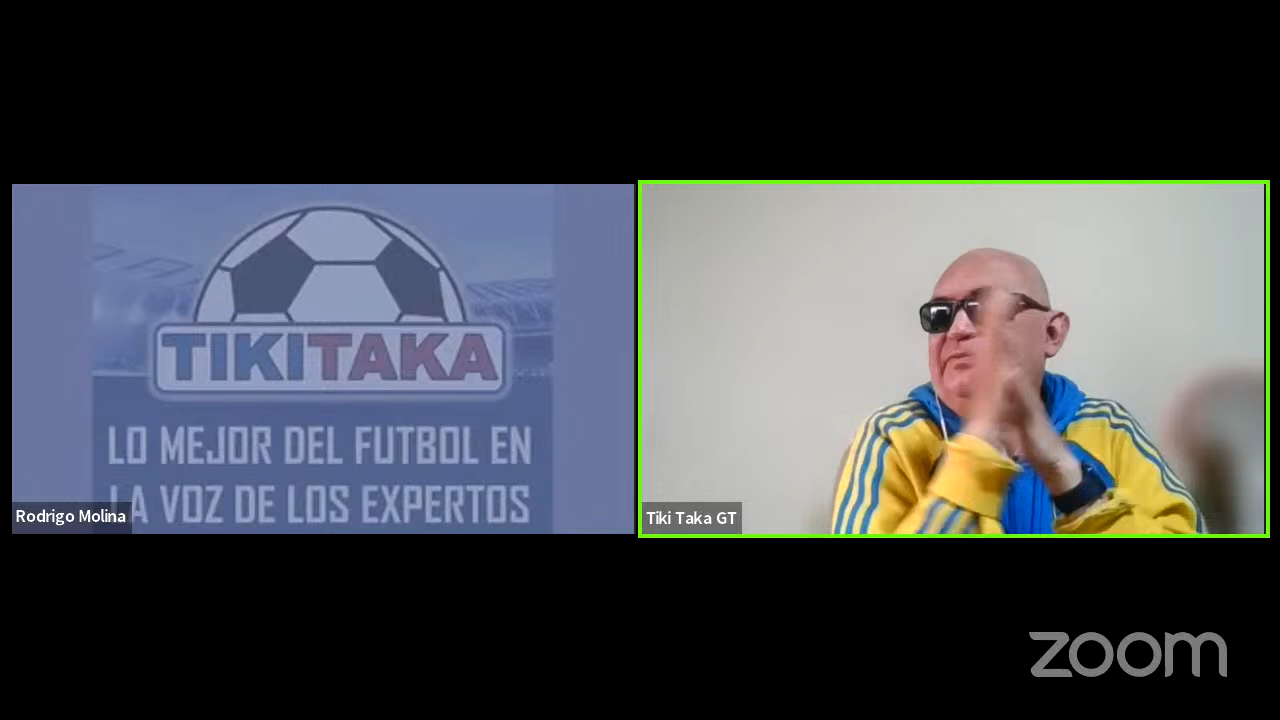 TIKITAKA
LO MEJOR DEL FUTBOL EN
LA VOZ DE LOS EXPERTOS
Rodrigo Molina
Tiki Taka GT
zoom